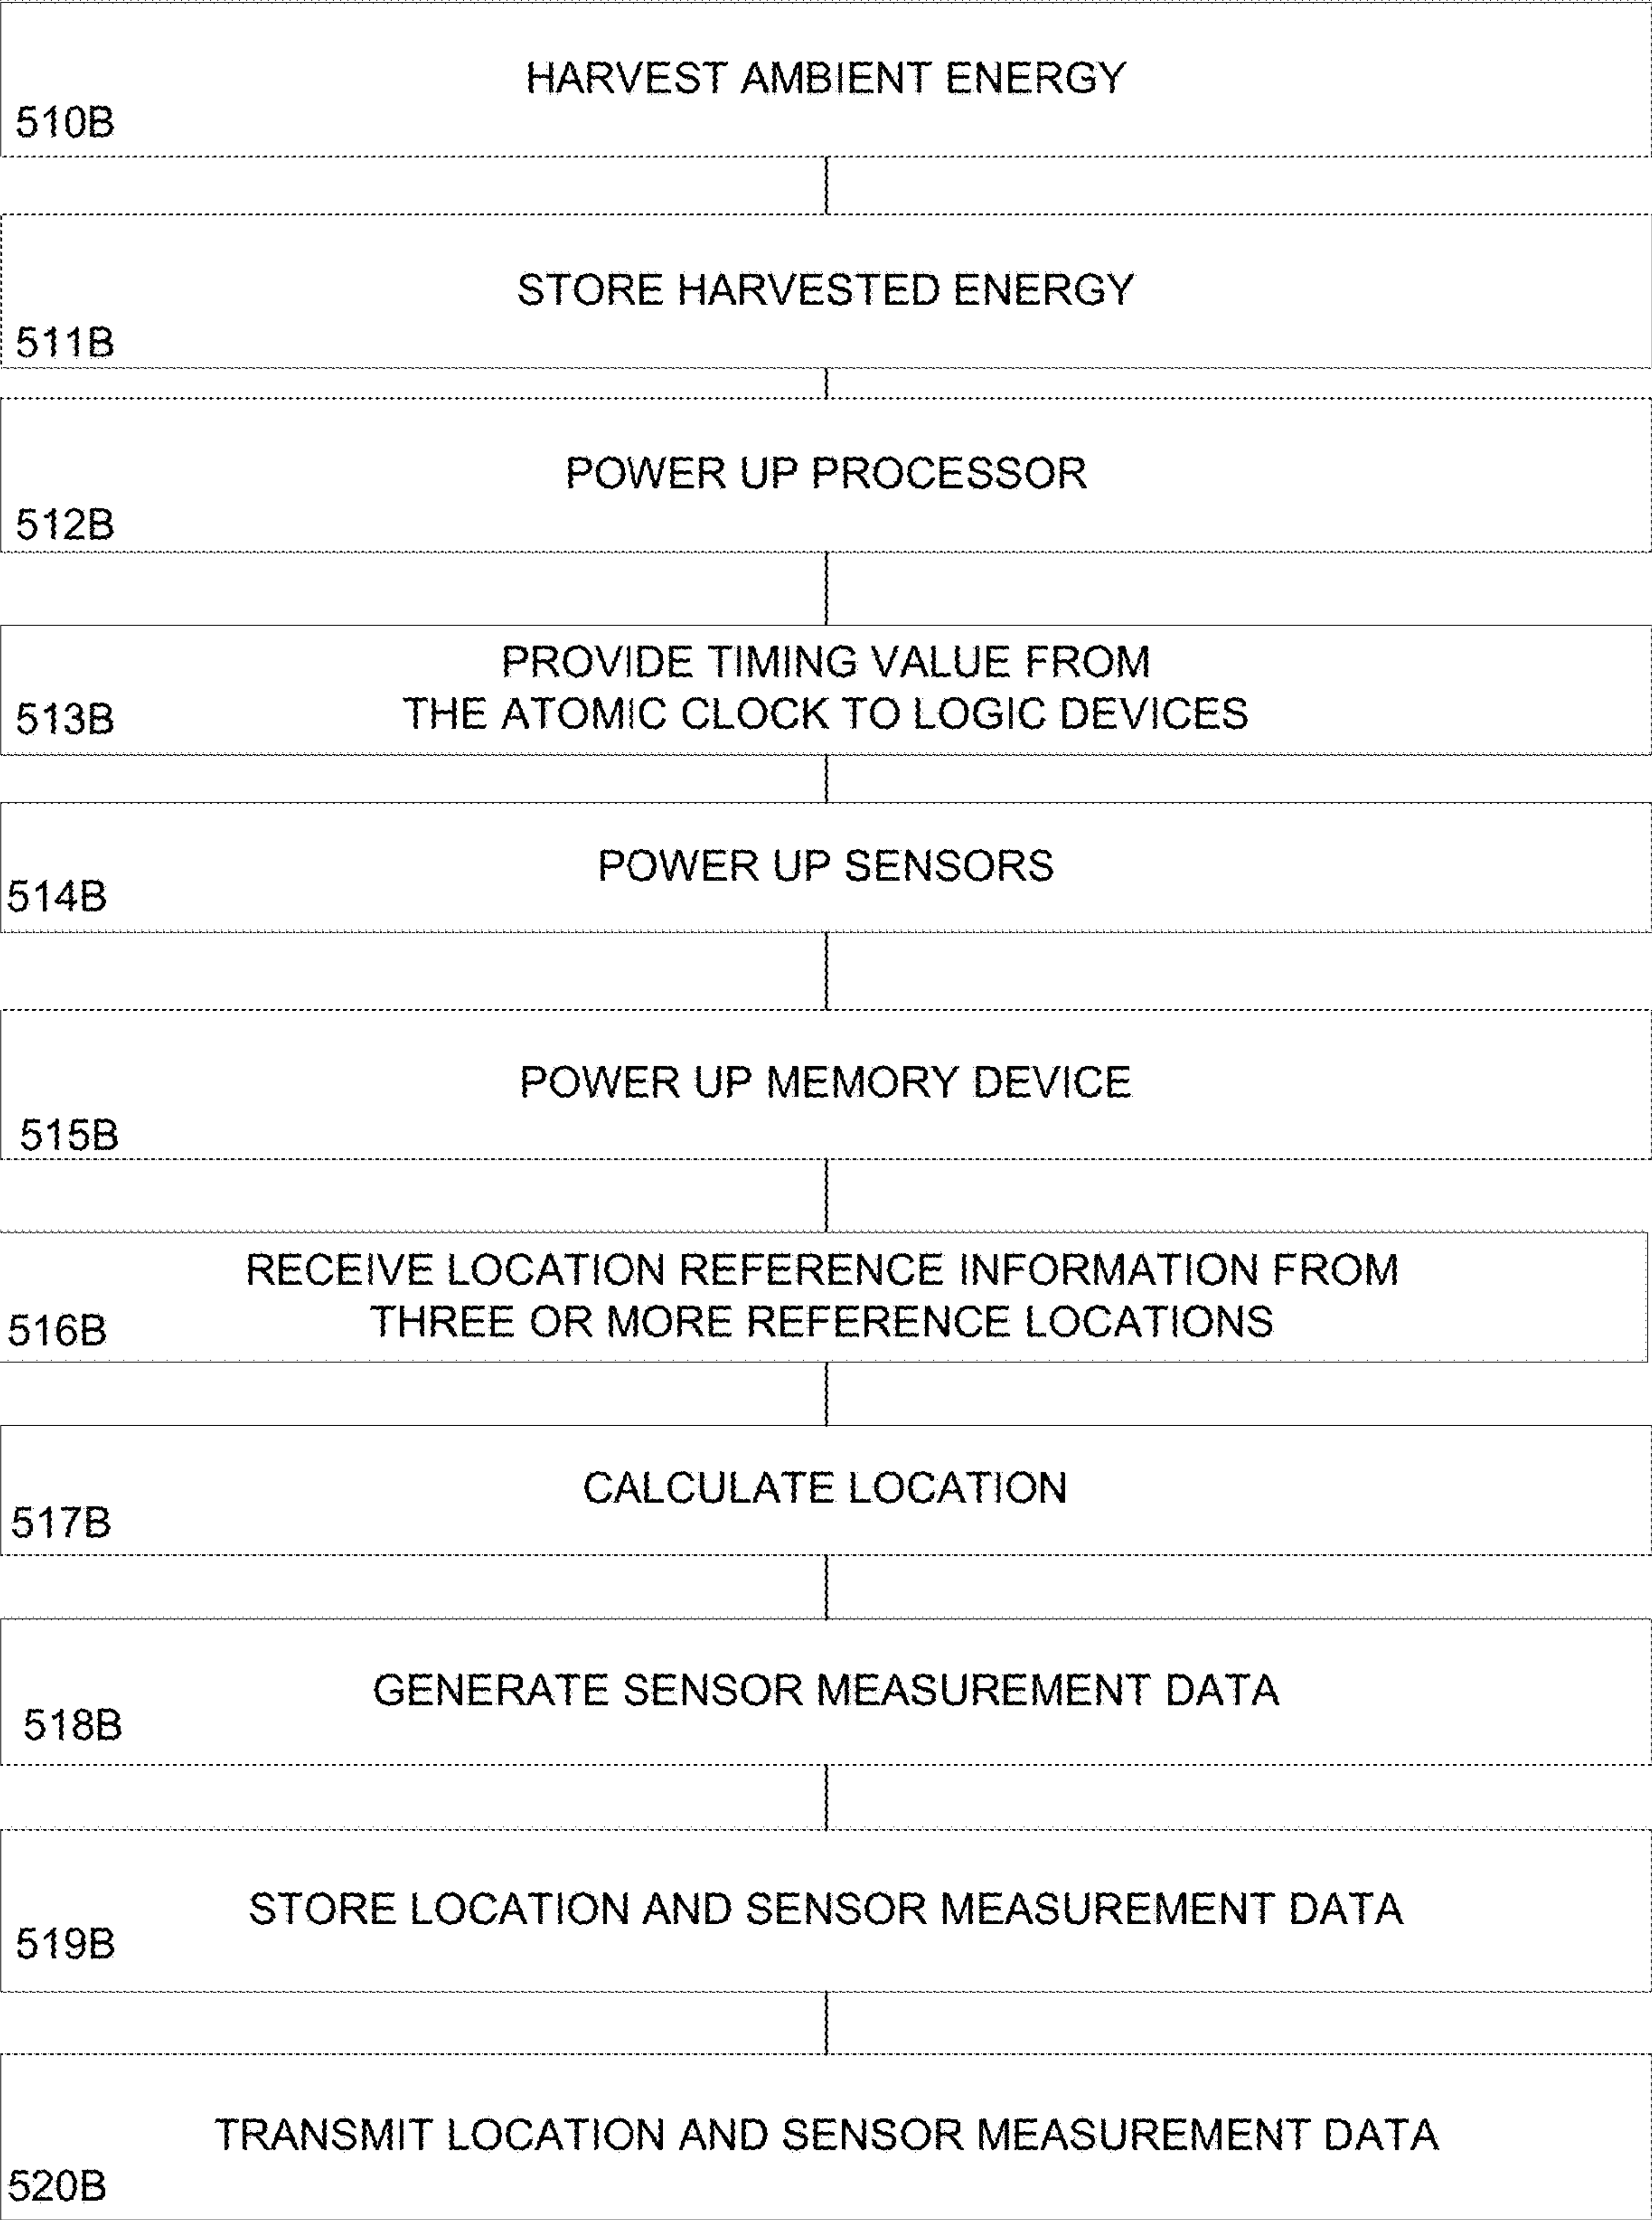 HARVEST AMBIENT ENERGY
510B
STORE HARVESTED ENERGY
511B
POWER UP PROCESSOR
512B
PROVIDE TIMING VALUE FROM
THE ATOMIC CLOCK TO LOGIC DEVICES
513B
POWER UP SENSORS
514B
POWER UP MEMORY DEVICE
515B
RECEIVE LOCATION REFERENCE INFORMATION FROM
THREE OR MORE REFERENCE LOCATIONS
516B
CALCULATE LOCATION
517B
GENERATE SENSOR MEASUREMENT DATA
518B
STORE LOCATION AND SENSOR MEASUREMENT DATA
519B
TRANSMIT LOCATION AND SENSOR MEASUREMENT DATA
520B